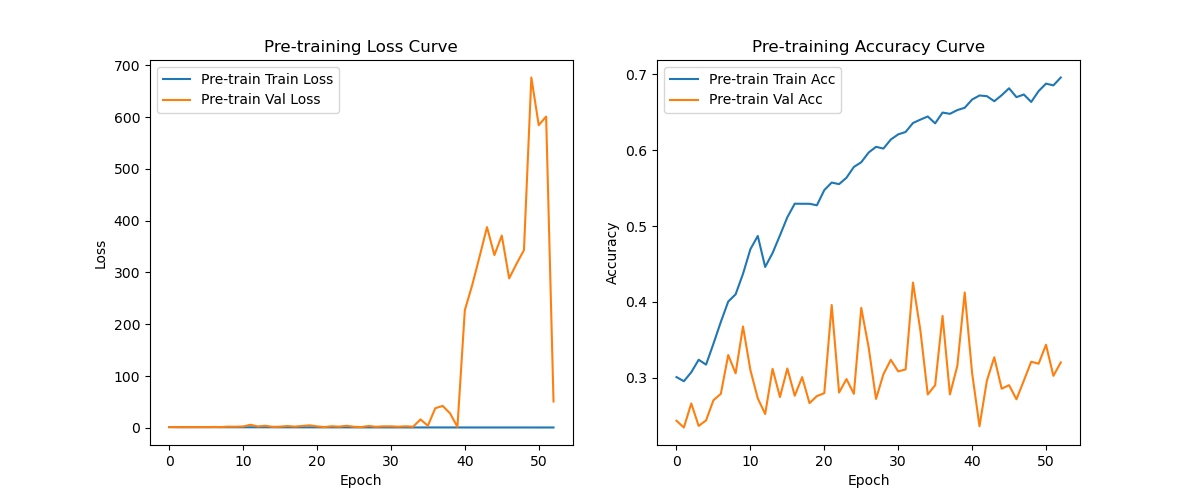 Pre-training Loss Curve
Pre-train Train Loss
Pre-train Val Loss
700
600
500
400
300
200
100
0
Loss
0 10 20 30 40 50
Epoch
Pre-training Accuracy Curve
Pre-train Train Acc
Pre-train Val Acc
0.7
0.6
0.5
0.4
0.3
Accuracy
0 10 20 30 40 50
Epoch